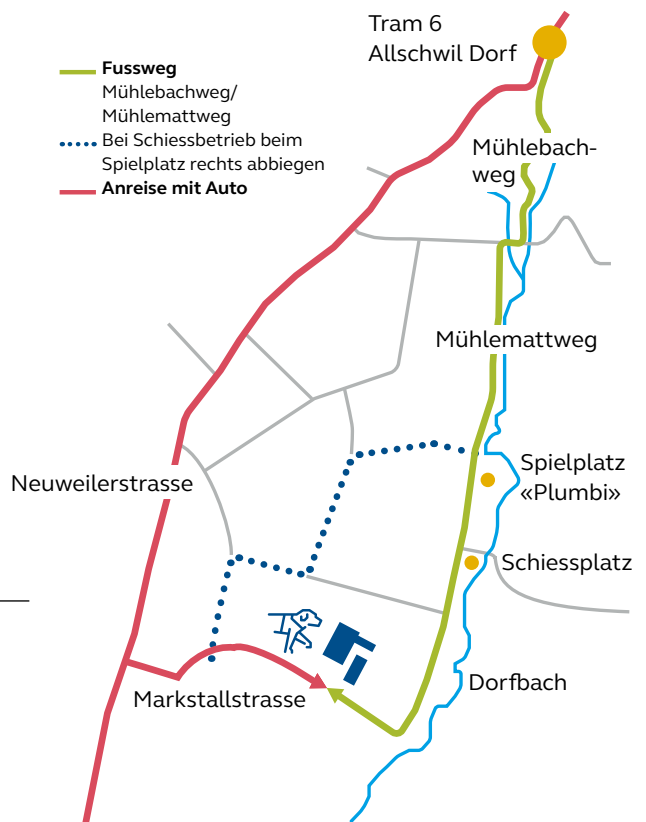 Tram 6
Allschwil Dorf
Fussweg
Mühlebachweg/
Mühlemattweg
Bei Schiessbetrieb beim
Spielplatz rechts abbiegen
Anreise mit Auto
Mühlebach-
weg
Mühlemattweg
Spielplatz
«Plumbi»
Neuweilerstrasse
Schiessplatz
Dorfbach
Markstallstrasse